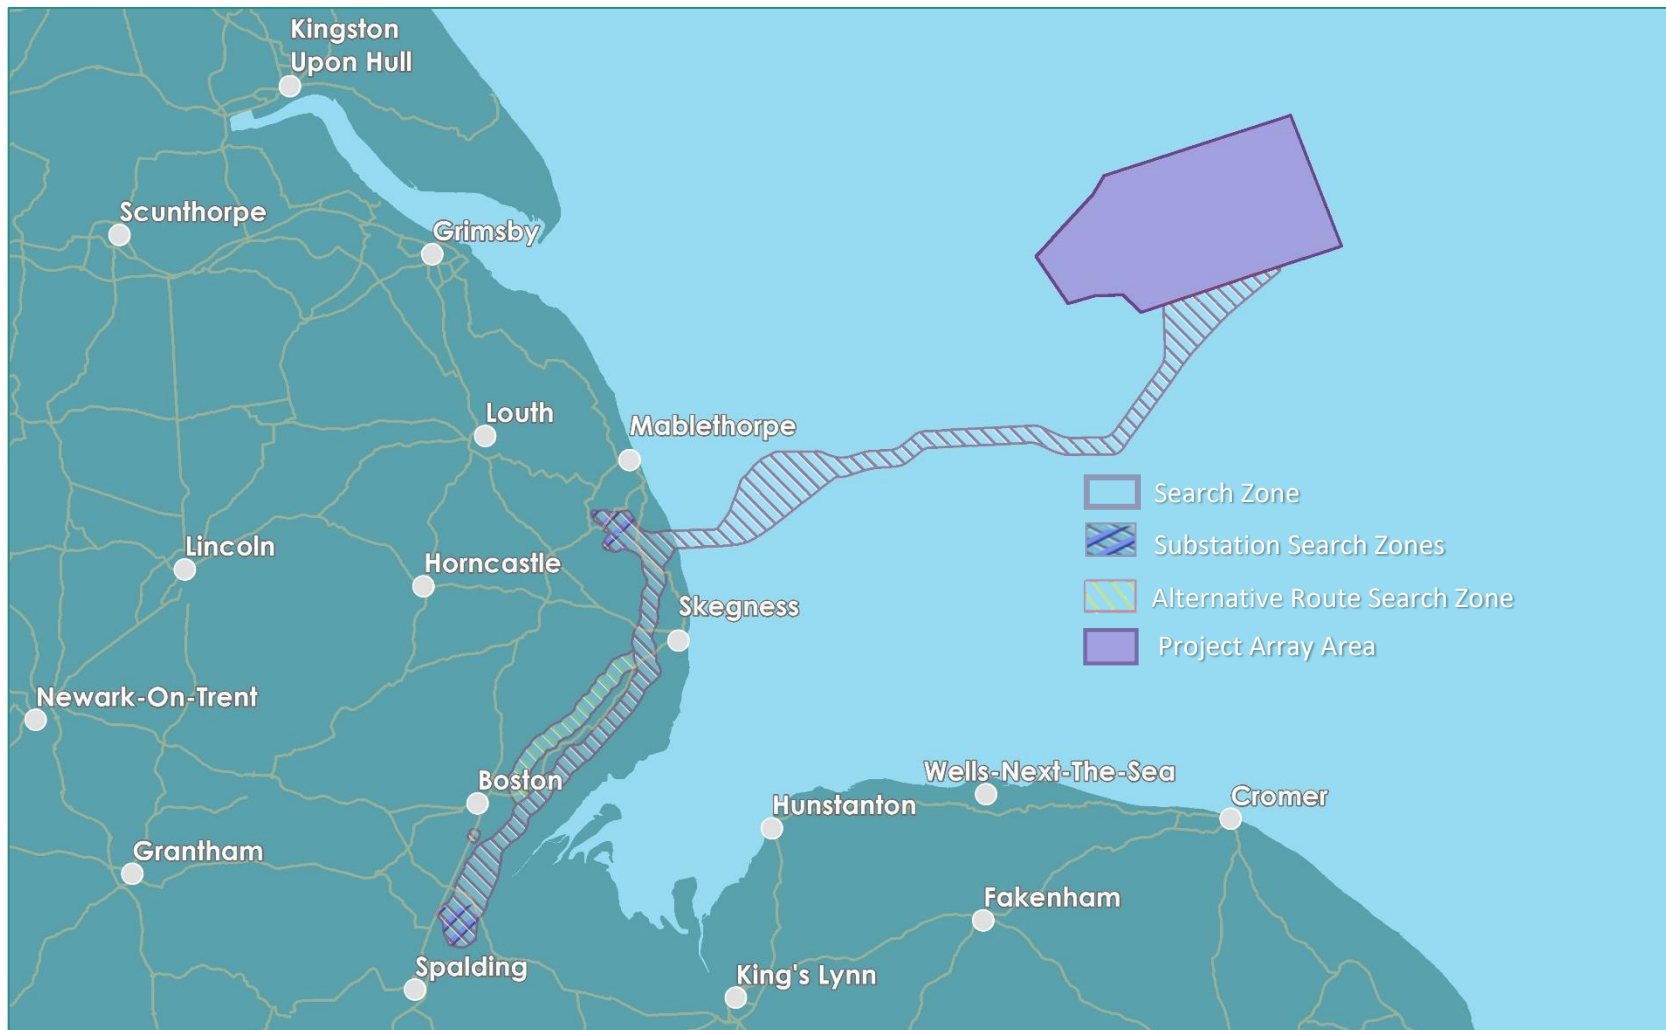 Kingston
Upon Hull
Scunthorpe
Grimsby
Louth
Mablethorpe
Search Zone
Lincoln
Horncastle
Substation Search Zones
Skegness
Alternative Route Search Zone
Project Array Area
Newark-On-Trent
Boston
Hunstanton
Wells-Next-The-Sea
Cromer
Grantham
Fakenham
Spalding
King's Lynn